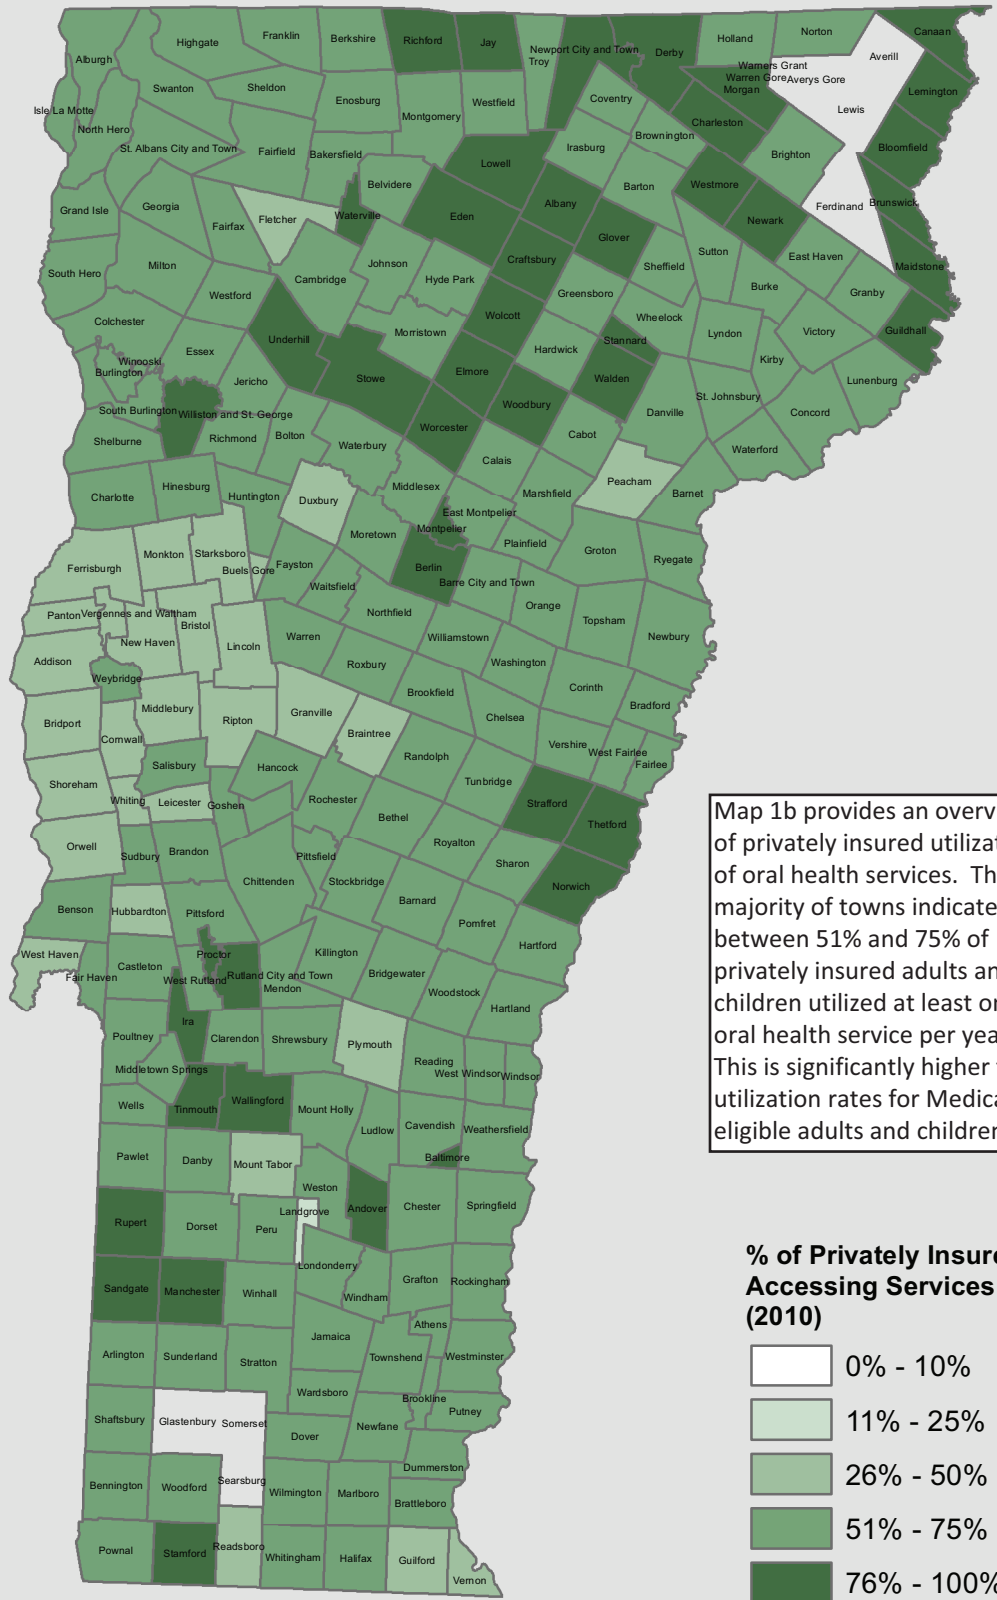 Alburgh
Highgate
Franklin
Berkshire
Richford
Jay
Newport City and Town
Troy
Derby
Holland
Norton
Canaan
Averill
Warners Grant
Warren Gore
Averys Gore
Morgan
Lemington
Lewis
Swanton
Sheldon
Enosburg
Montgomery
Westfield
Coventry
Charleston
Isle La Motte
North Hero
St. Albans City and Town
Fairfield
Bakersfield
Lowell
Irasburg
Brownington
Brighton
Bloomfield
Belvidere
Barton
Westmore
Grand Isle
Georgia
Fairfax
Fletcher
Waterville
Eden
Albany
Newark
Ferdinand
Brunswick
Glover
Sutton
East Haven
Maidstone
South Hero
Milton
Cambridge
Johnson
Hyde Park
Craftsbury
Sheffield
Burke
Granby
Westford
Greensboro
Wheelock
Lyndon
Victory
Guildhall
Colchester
Underhill
Morristown
Wolcott
Stannard
Kirby
Winooski
Burlington
Essex
Jericho
Stowe
Elmore
Hardwick
Walden
Lunenburg
South Burlington
Williston and St. George
Woodbury
Danville
St. Johnsbury
Concord
Shelburne
Richmond
Bolton
Waterbury
Worcester
Cabot
Waterford
Calais
Charlotte
Hinesburg
Huntington
Duxbury
Middlesex
Marshfield
Peacham
Barnet
East Montpelier
Montpelier
Moretown
Plainfield
Groton
Ryegate
Ferrisburgh
Monkton
Starksboro
Buels Gore
Fayston
Waitsfield
Berlin
Barre City and Town
Orange
Topsham
Newbury
Panton
Vergennes and Waltham
Bristol
Northfield
Williamstown
New Haven
Lincoln
Warren
Roxbury
Washington
Addison
Weybridge
Corinth
Bradford
Brookfield
Bridport
Middlebury
Ripton
Granville
Braintree
Chelsea
Vershire
West Fairlee
Fairlee
Cornwall
Salisbury
Hancock
Randolph
Tunbridge
Shoreham
Whiting
Leicester
Goshen
Rochester
Bethel
Strafford
Thetford
Orwell
Sudbury
Brandon
Pittsfield
Royalton
Sharon
Chittenden
Stockbridge
Norwich
Benson
Hubbardton
Pittsford
Barnard
Pomfret
Hartford
West Haven
Fair Haven
Castleton
Proctor
West Rutland
Rutland City and Town
Mendon
Killington
Bridgewater
Woodstock
Hartland
Poultney
Ira
Clarendon
Shrewsbury
Plymouth
Reading
West Windsor
Windsor
Middletown Springs
Wells
Tinmouth
Wallingford
Mount Holly
Ludlow
Cavendish
Weathersfield
Pawlet
Danby
Mount Tabor
Baltimore
Weston
Landgrove
Andover
Chester
Springfield
Rupert
Dorset
Peru
Londonderry
Sandgate
Manchester
Winhall
Windham
Grafton
Rockingham
Athens
Jamaica
Townshend
Westminster
Arlington
Sunderland
Stratton
Wardsboro
Brookline
Putney
Shaftsbury
Glastenbury
Somerset
Dover
Newfane
Dummerston
Bennington
Woodford
Searsburg
Wilmington
Marlboro
Brattleboro
Pownal
Stamford
Readsboro
Whitingham
Halifax
Guilford
Vernon
Map 1b provides an overv
of privately insured utiliza
of oral health services.  Th
majority of towns indicate
between 51% and 75% of
privately insured adults an
children utilized at least or
oral health service per yea
This is significantly higher
utilization rates for Medica
eligible adults and children
% of Privately Insure
Accessing Services
(2010)
0% - 10%
11% - 25%
26% - 50%
51% - 75%
76% - 100%